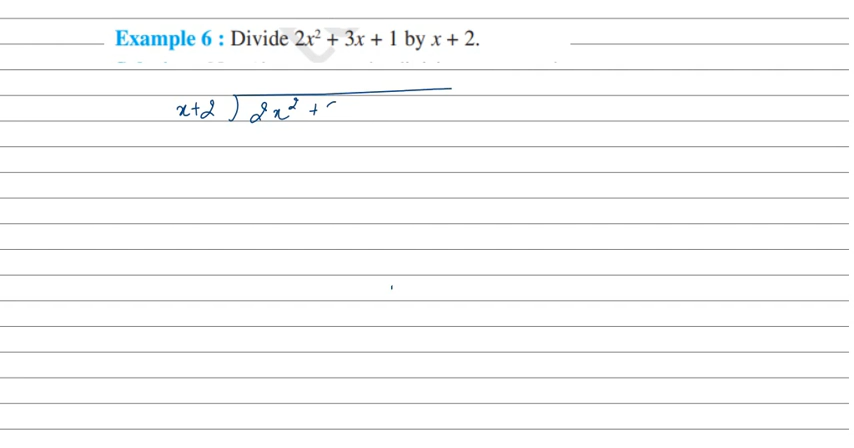 Example 6 : Divide 2x² + 3x + 1 by x + 2.
x+2 ) 2x² +